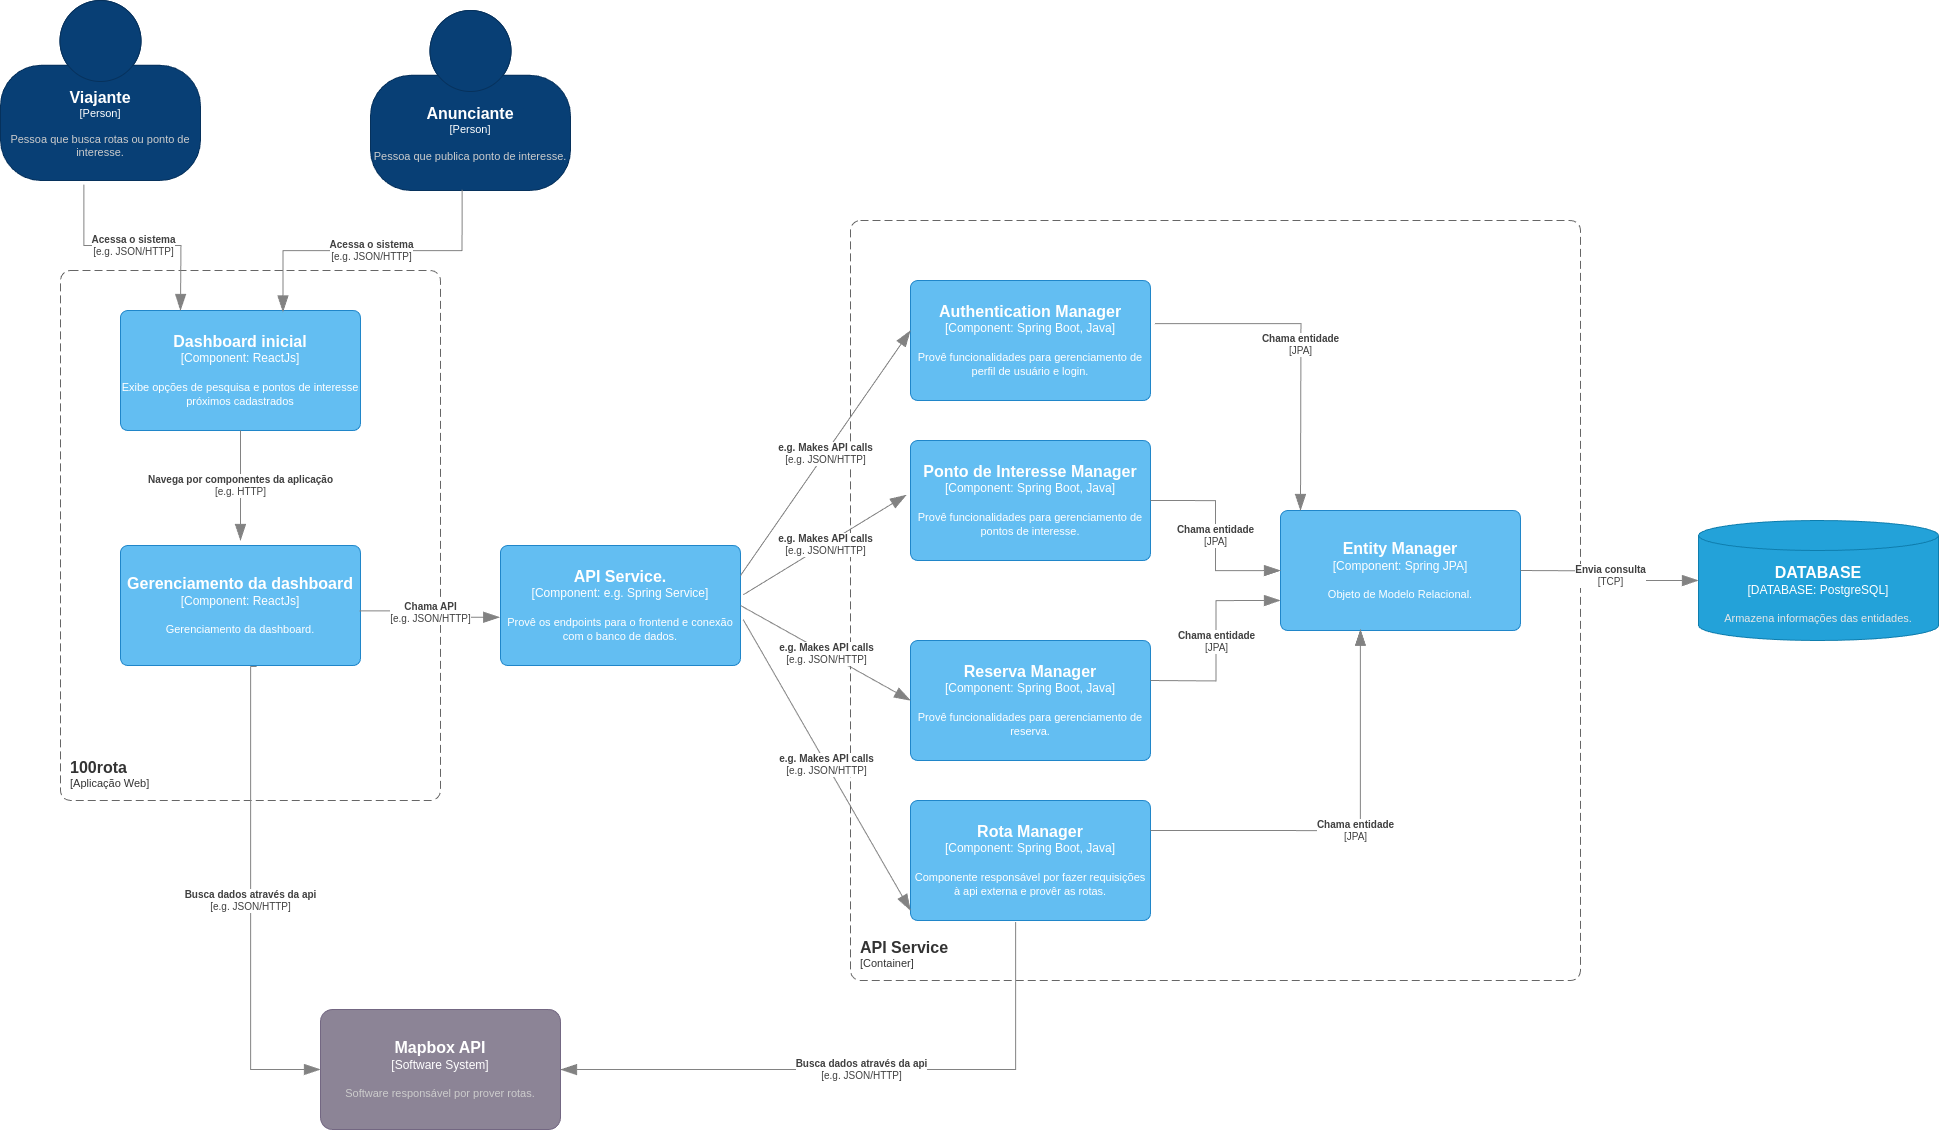 Viajante
[Person]
Pessoa que busca rotas ou ponto de
interesse.
Anunciante
[Person]
Pessoa que publica ponto de interesse.
Acessa o sistema
[e.g. JSON/HTTP]
Acessa o sistema
[e.g. JSON/HTTP]
Dashboard inicial
[Component: ReactJs]
Exibe opções de pesquisa e pontos de interesse
próximos cadastrados
Navega por componentes da aplicação
[e.g. HTTP]
Gerenciamento da dashboard
[Component: ReactJs]
Gerenciamento da dashboard.
100rota
[Aplicação Web]
Chama API
[e.g. JSON/HTTP]
API Service.
[Component: e.g. Spring Service]
Provê os endpoints para o frontend e conexão
com o banco de dados.
e.g. Makes API calls
[e.g. JSON/HTTP]
e.g. Makes API calls
[e.g. JSON/HTTP]
e.g. Makes API calls
[e.g. JSON/HTTP]
e.g. Makes API calls
[e.g. JSON/HTTP]
Authentication Manager
[Component: Spring Boot, Java]
Provê funcionalidades para gerenciamento de
perfil de usuário e login.
Ponto de Interesse Manager
[Component: Spring Boot, Java]
Provê funcionalidades para gerenciamento de
pontos de interesse.
Reserva Manager
[Component: Spring Boot, Java]
Provê funcionalidades para gerenciamento de
reserva.
Rota Manager
[Component: Spring Boot, Java]
Componente responsável por fazer requisições
à api externa e provêr as rotas.
API Service
[Container]
Chama entidade
[JPA]
Chama entidade
[JPA]
Chama entidade
[JPA]
Chama entidade
[JPA]
Entity Manager
[Component: Spring JPA]
Objeto de Modelo Relacional.
Envia consulta
[TCP]
DATABASE
[DATABASE: PostgreSQL]
Armazena informações das entidades.
Busca dados através da api
[e.g. JSON/HTTP]
Mapbox API
[Software System]
Software responsável por prover rotas.
Busca dados através da api
[e.g. JSON/HTTP]